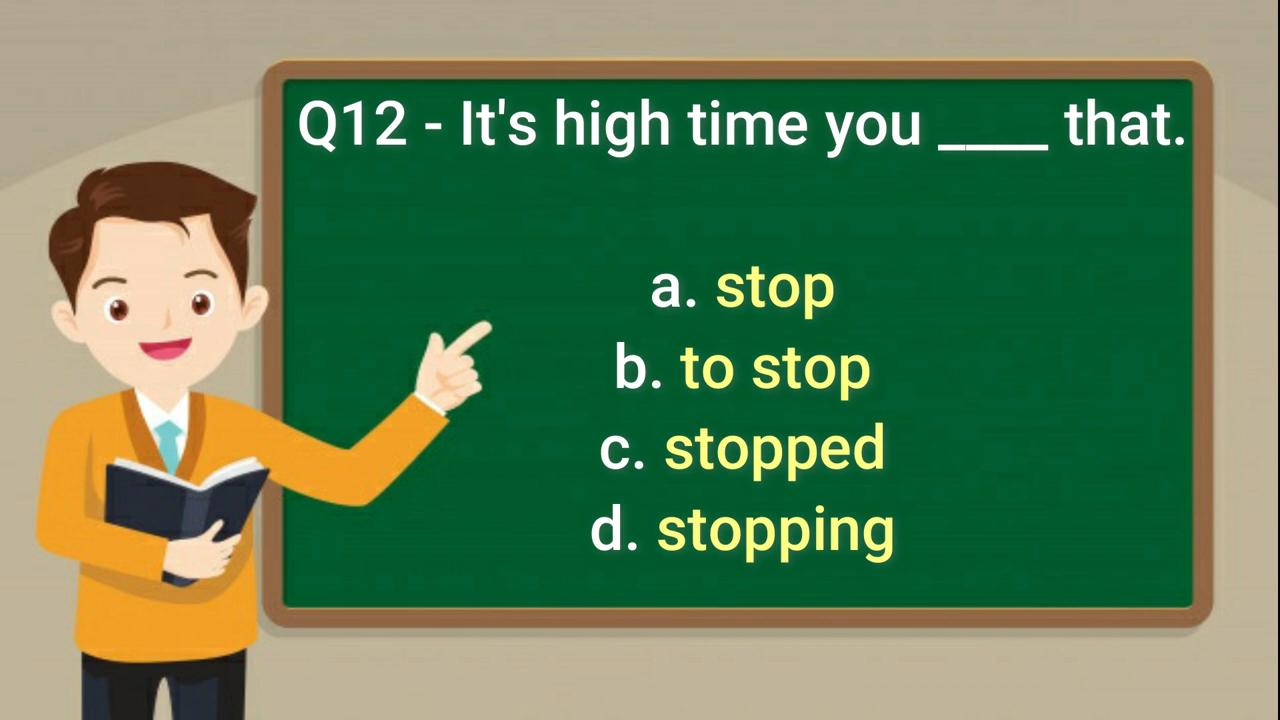 Q12 - It's high time you ____ that.
a. stop
b. to stop
c. stopped
d. stopping